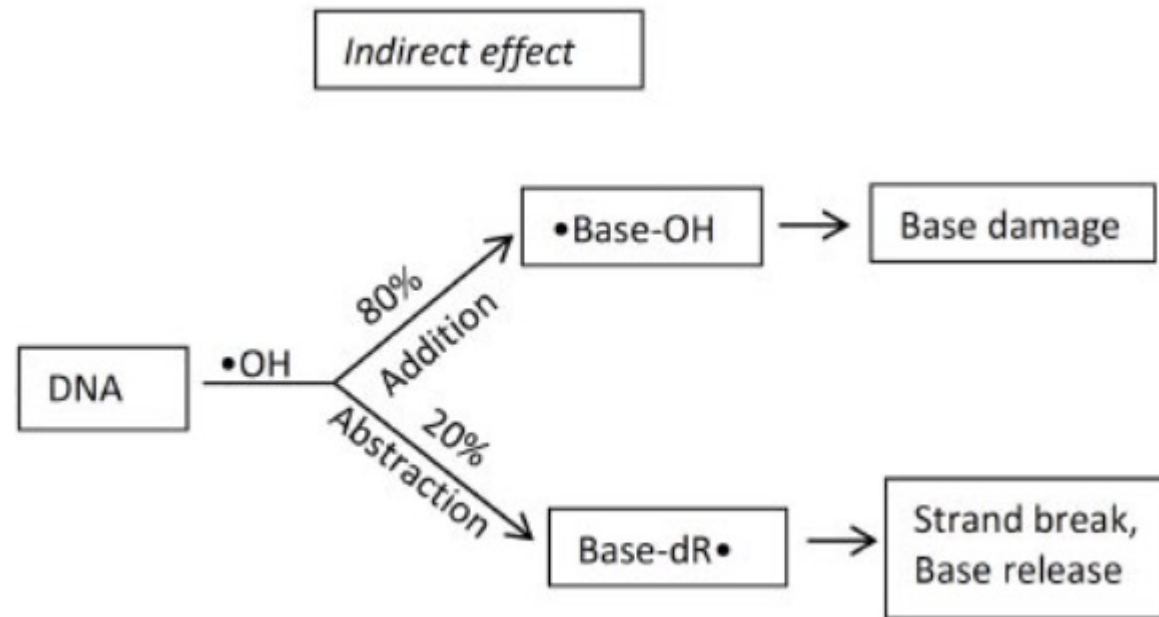 Indirect effect
•Base-OH
Base damage
80%
Addition
DNA
•OH
20%
Abstraction
Base-dR•
Strand break,
Base release